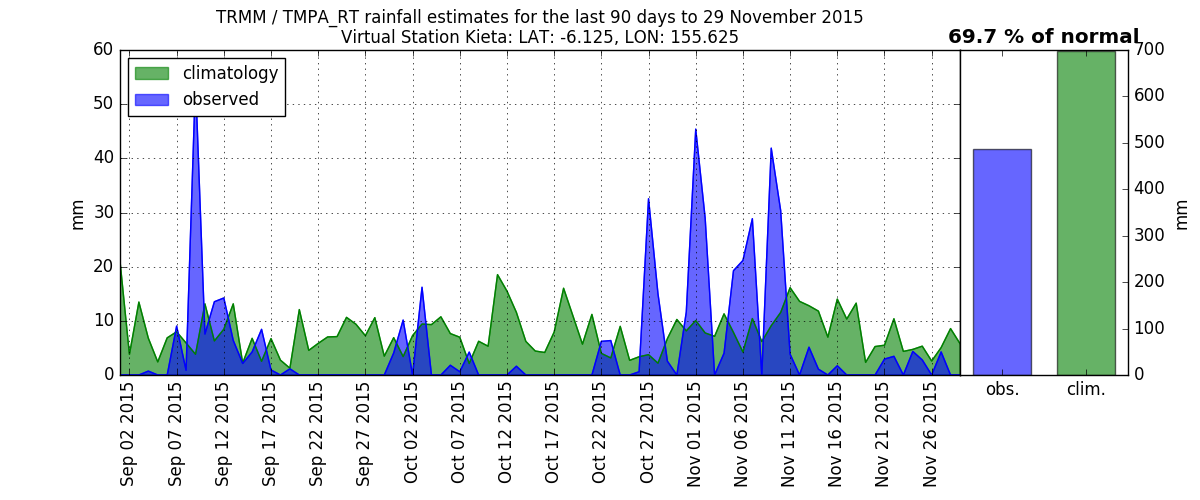 TRMM / TMPA_RT rainfall estimates for the last 90 days to 29 November 2015
Virtual Station Kieta: LAT: -6.125, LON: 155.625
69.7 % of normal
climatology
observed
60
50
40
30
20
10
0
mm
Sep 02 2015
Sep 07 2015
Sep 12 2015
Sep 17 2015
Sep 22 2015
Sep 27 2015
Oct 02 2015
Oct 07 2015
Oct 12 2015
Oct 17 2015
Oct 22 2015
Oct 27 2015
Nov 01 2015
Nov 06 2015
Nov 11 2015
Nov 16 2015
Nov 21 2015
Nov 26 2015
obs.
clim.
700
600
500
400
300
200
100
0
mm